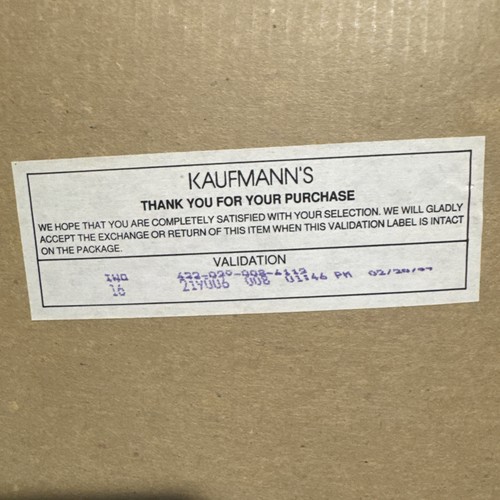 KAUFMANN'S
THANK YOU FOR YOUR PURCHASE
WE HOPE THAT YOU ARE COMPLETELY SATISFIED WITH YOUR SELECTION. WE WILL GLADLY
ACCEPT THE EXCHANGE OR RETURN OF THIS ITEM WHEN THIS VALIDATION LABEL IS INTACT
ON THE PACKAGE.
VALIDATION
16 219006 008 01:46 PM